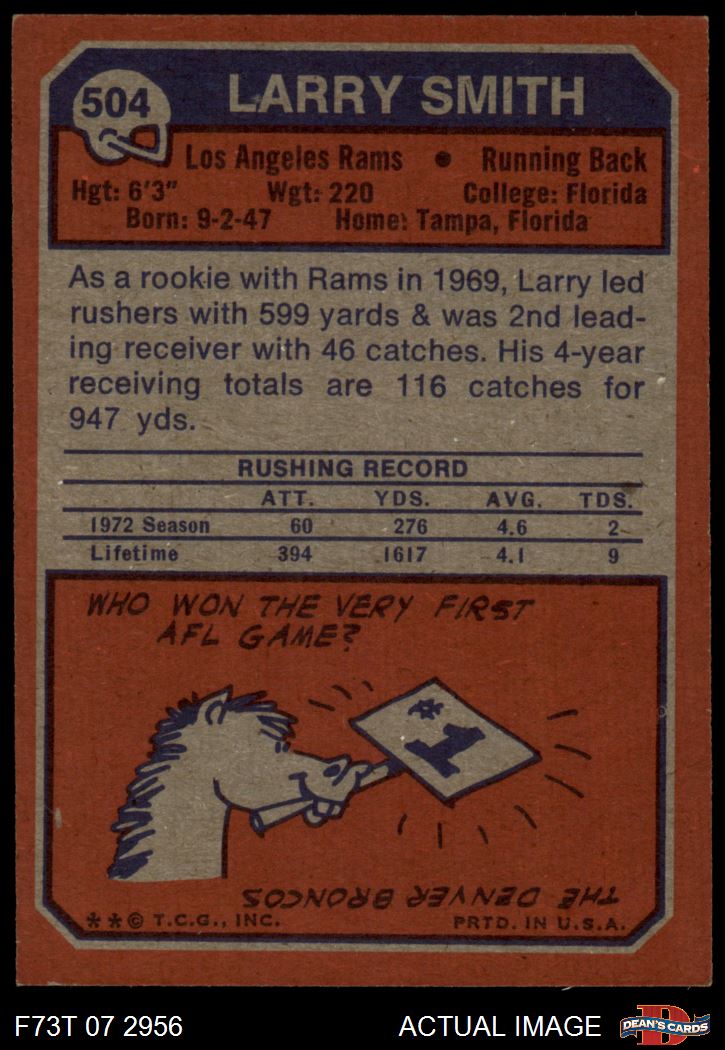 504
LARRY SMITH
Los Angeles Rams • Running Back
Hgt: 6'3" Wgt: 220 College: Florida
Born: 9-2-47 Home: Tampa, Florida
As a rookie with Rams in 1969, Larry led
rushers with 599 yards & was 2nd lead-
ing receiver with 46 catches. His 4-year
receiving totals are 116 catches for
947 yds.
RUSHING RECORD
ATT. YDS. AVG. TDS.
1972 Season 60 276 4.6 2
Lifetime 394 1617 4.1 9
WHO WON THE VERY FIRST
AFL GAME?
#1
THE DENVER BRONCOS
**© T.C.G., INC. PRTD. IN U.S.A.
F73T 07 2956 ACTUAL IMAGE D DEAN'S CARDS